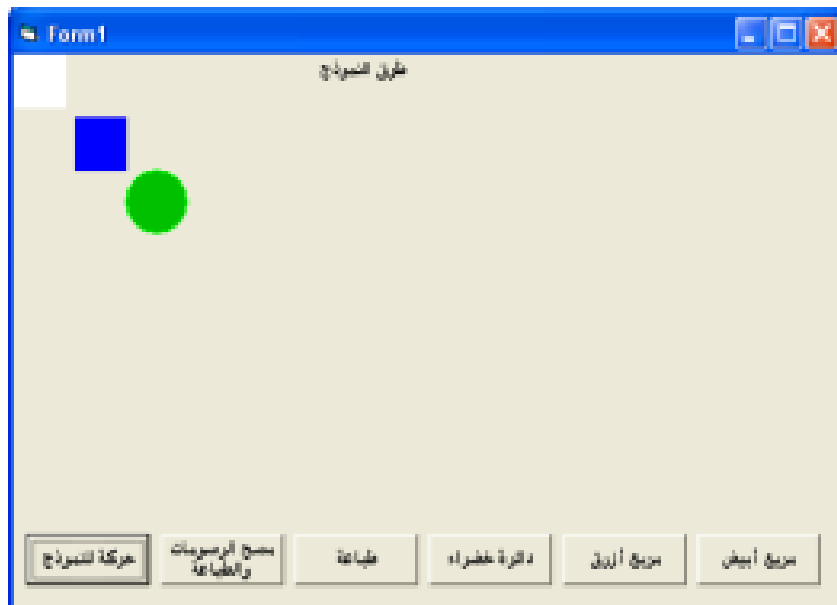 Form1
طرق النموذج
مربع أبيض
مربع أزرق
دائرة خضراء
طباعة
مسح الرسومات
والطباعة
حركة النموذج